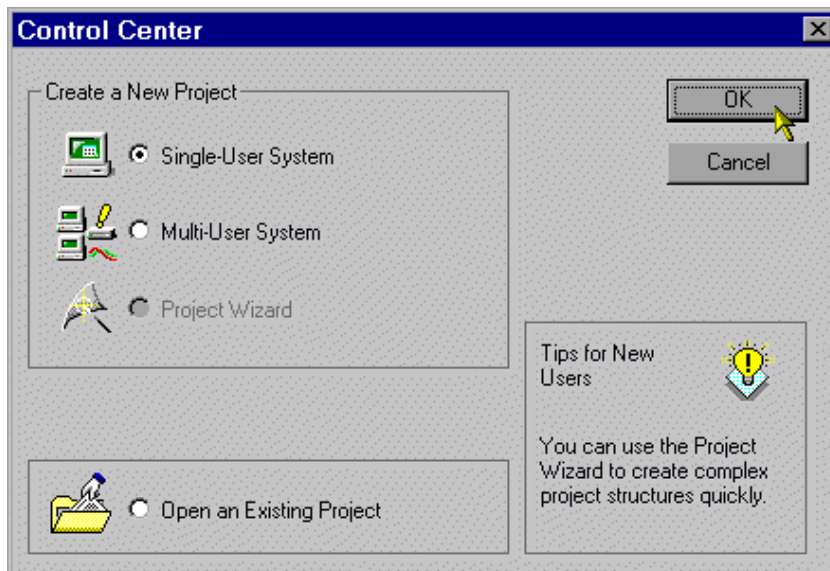 Control Center
Create a New Project
OK
Single-User System
Cancel
Multi-User System
Project Wizard
Tips for New
Users
You can use the Project
Wizard to create complex
project structures quickly.
Open an Existing Project